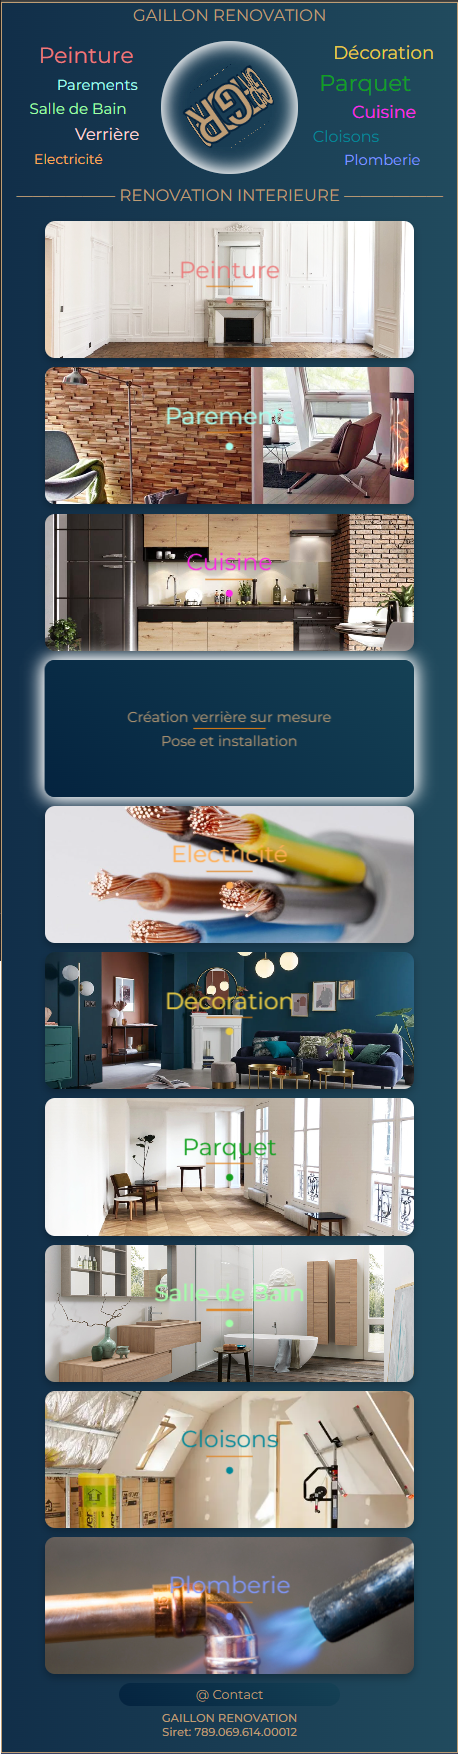 GAILLON RENOVATION
Peinture
Parements
Salle de Bain
Verrière
Electricité
GR
Décoration
Parquet
Cuisine
Cloisons
Plomberie
RENOVATION INTERIEURE
Peinture
Parements
Cuisine
Création verrière sur mesure
Pose et installation
Electricité
Décoration
Parquet
Salle de Bain
Cloisons
Plomberie
@ Contact
GAILLON RENOVATION
Siret: 789.069.614.00012